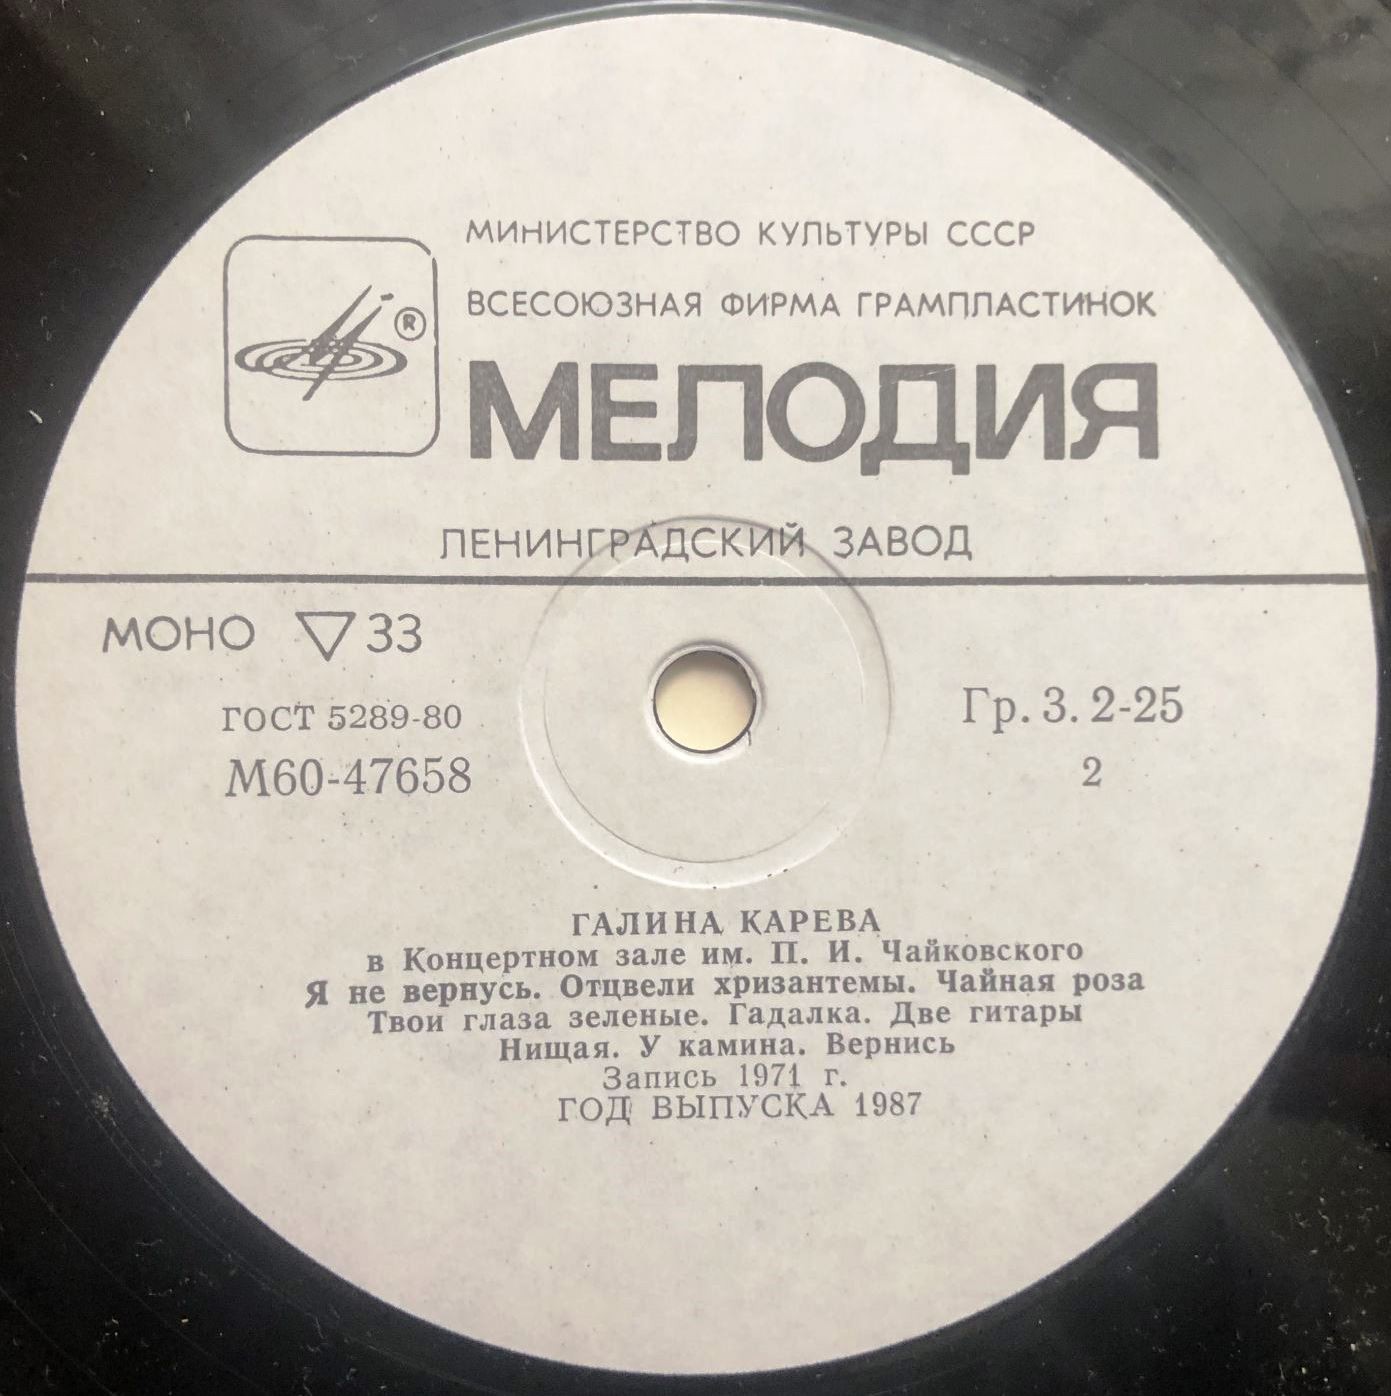 МИНИСТЕРСТВО КУЛЬТУРЫ СССР
ВСЕСОЮЗНАЯ ФИРМА ГРАМПЛАСТИНОК
®
МЕЛОДИЯ
ЛЕНИНГРАДСКИЙ ЗАВОД
МОНО ▽ 33
ГОСТ 5289-80
М60-47658
Гр. 3. 2-25
2
ГАЛИНА КАРЕВА
в Концертном зале им. П. И. Чайковского
Я не вернусь. Отцвели хризантемы. Чайная роза
Твои глаза зеленые. Гадалка. Две гитары
Нищая. У камина. Вернись
Запись 1971 г.
ГОД ВЫПУСКА 1987